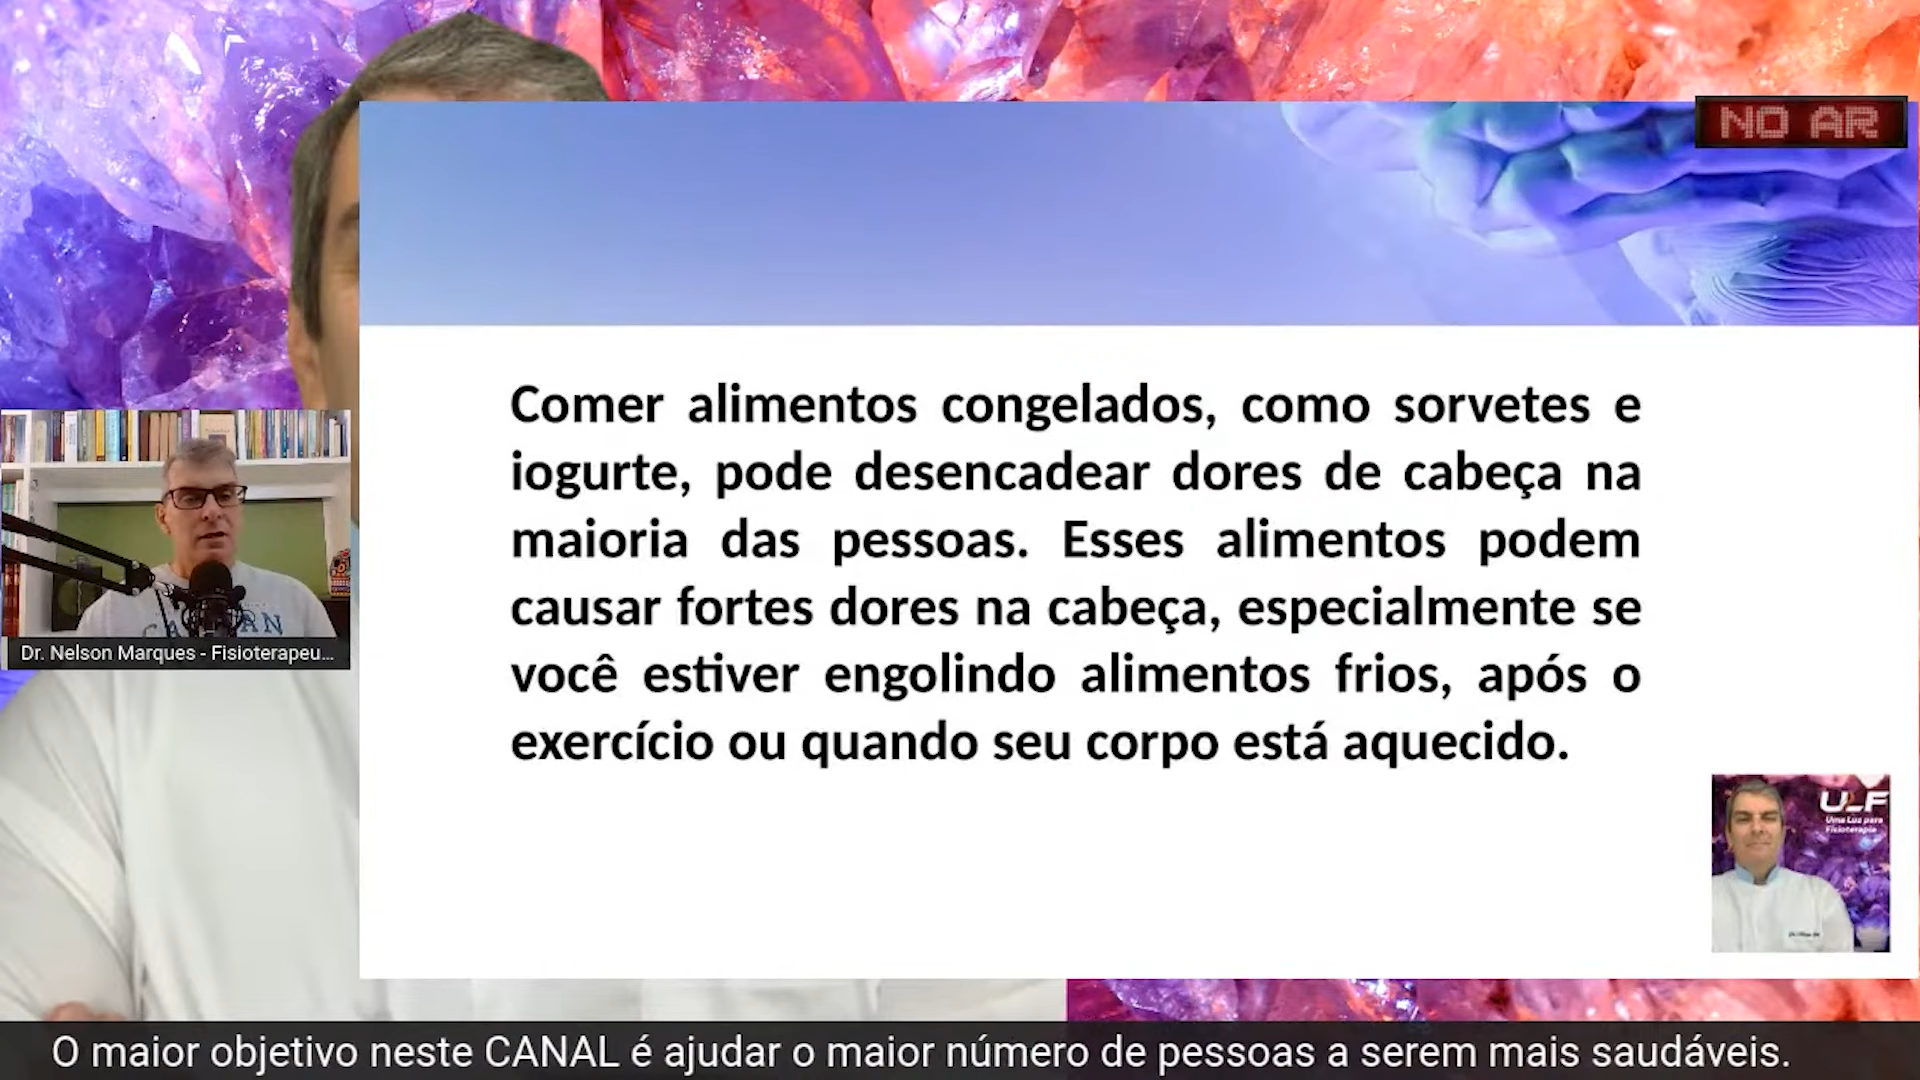 NO AR
Comer alimentos congelados, como sorvetes e
iogurte, pode desencadear dores de cabeça na
maioria das pessoas. Esses alimentos podem
causar fortes dores na cabeça, especialmente se
você estiver engolindo alimentos frios, após o
exercício ou quando seu corpo está aquecido.
Dr. Nelson Marques - Fisioterapeu...
Uma Luz para
Fisioterapia
O maior objetivo neste CANAL é ajudar o maior número de pessoas a serem mais saudáveis.